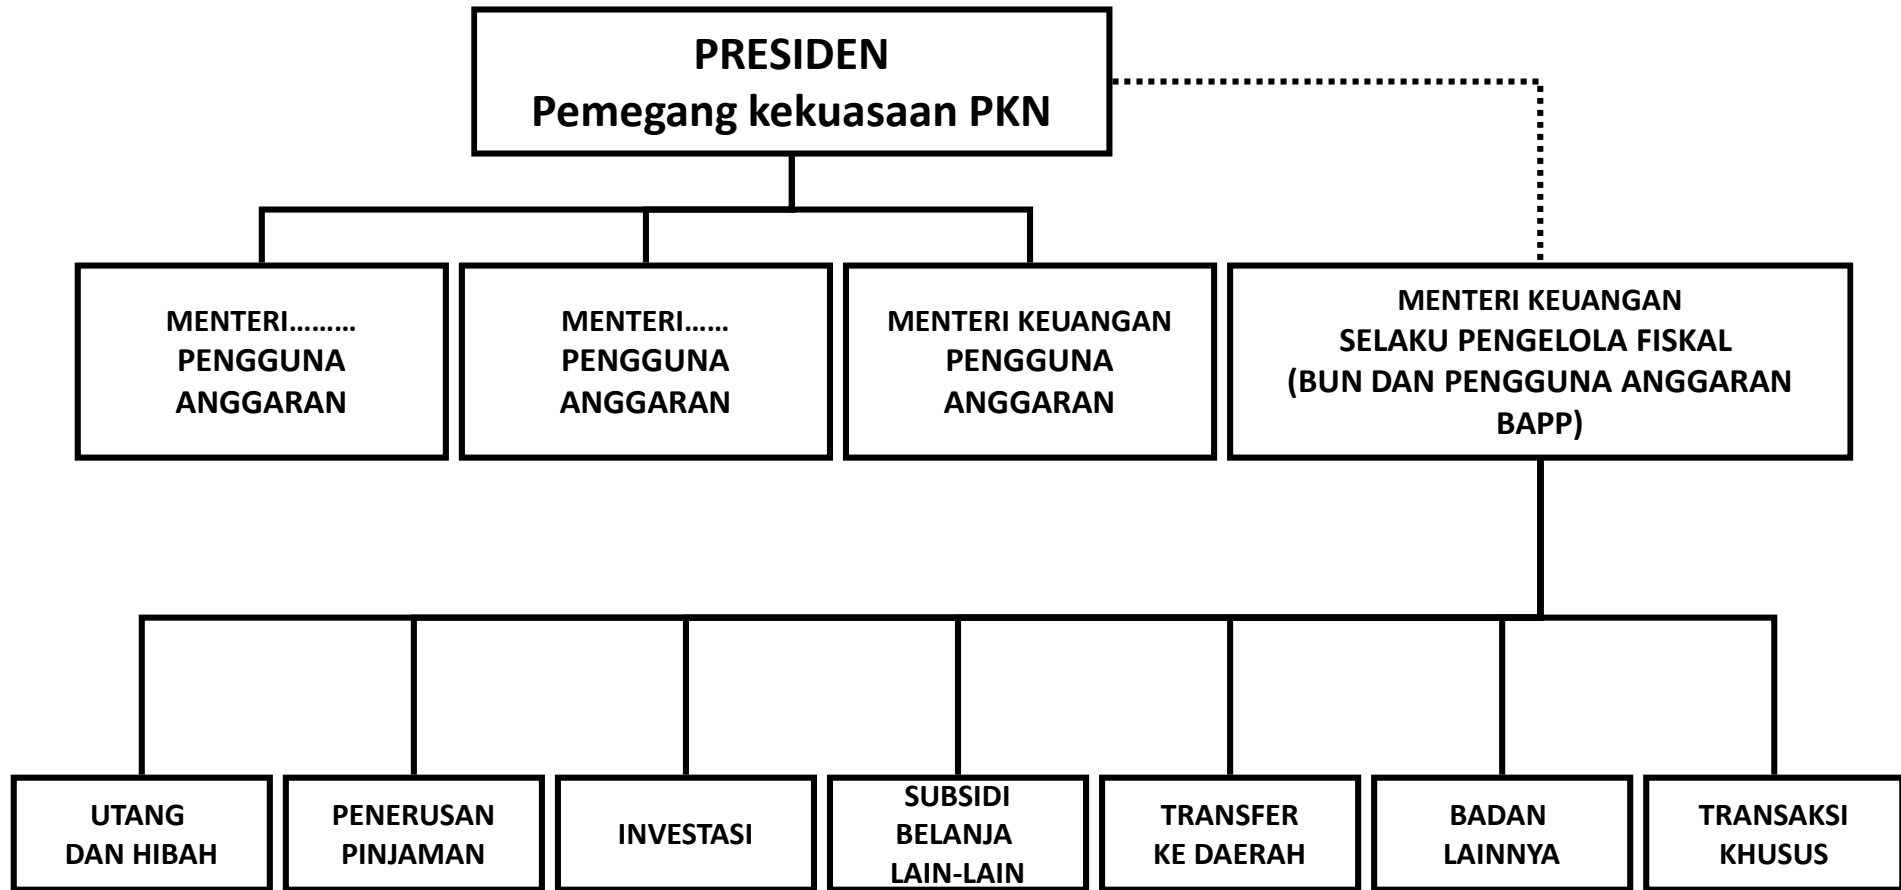 PRESIDEN
Pemegang kekuasaan PKN
MENTERI.........
PENGGUNA
ANGGARAN
MENTERI......
PENGGUNA
ANGGARAN
MENTERI KEUANGAN
PENGGUNA
ANGGARAN
MENTERI KEUANGAN
SELAKU PENGELOLA FISKAL
(BUN DAN PENGGUNA ANGGARAN
BAPP)
UTANG
DAN HIBAH
PENERUSAN
PINJAMAN
INVESTASI
SUBSIDI
BELANJA
LAIN-LAIN
TRANSFER
KE DAERAH
BADAN
LAINNYA
TRANSAKSI
KHUSUS